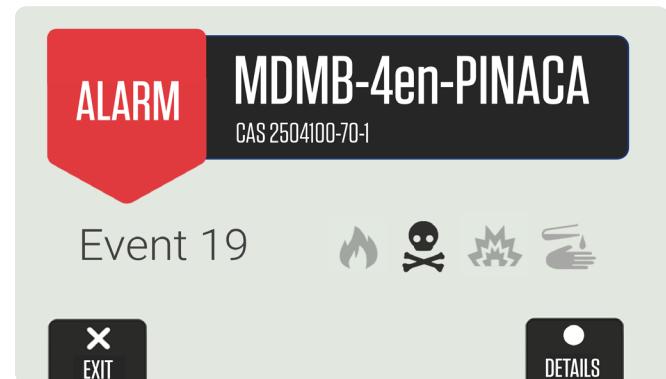 ALARM
MDMB-4en-PINACA
CAS 2504100-70-1
Event 19
EXIT
DETAILS